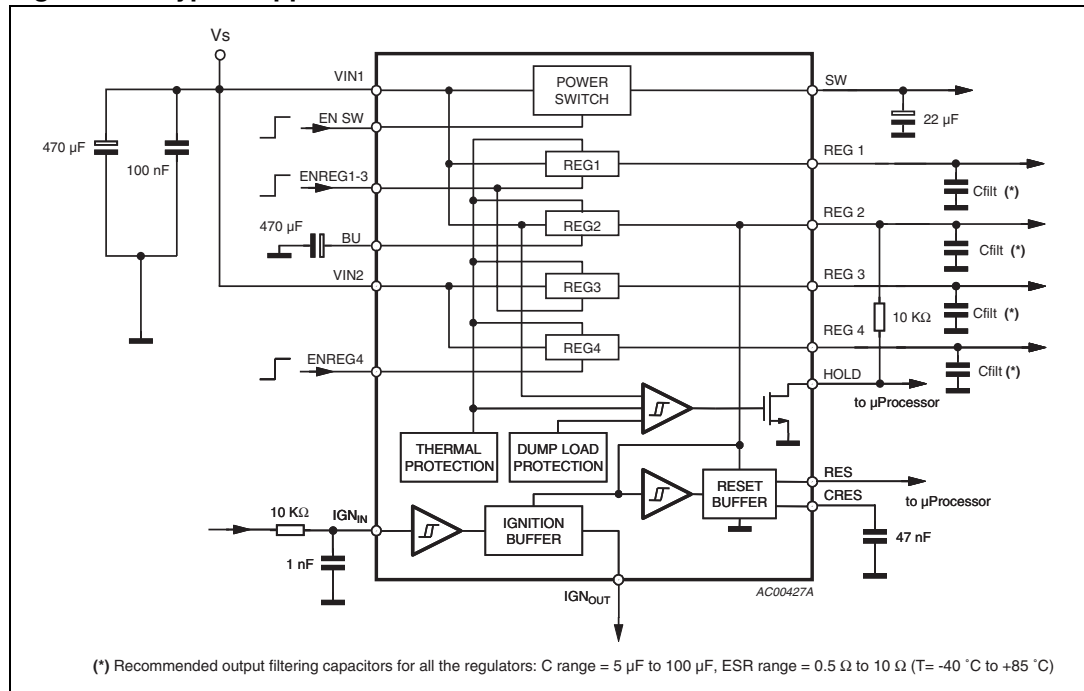 Vs
VIN1
POWER
SWITCH
SW
EN SW
22 µF
470 µF
100 nF
REG1
REG 1
ENREG1-3
Cfilt (*)
470 µF
BU
REG2
REG 2
Cfilt (*)
VIN2
REG3
REG 3
10 KΩ
Cfilt (*)
REG4
REG 4
ENREG4
Cfilt (*)
HOLD
to µProcessor
THERMAL
PROTECTION
DUMP LOAD
PROTECTION
RESET
BUFFER
RES
to µProcessor
CRES
10 KΩ
IGNIN
IGNITION
BUFFER
47 nF
1 nF
IGNOUT
AC00427A
(*) Recommended output filtering capacitors for all the regulators: C range = 5 µF to 100 µF, ESR range = 0.5 Ω to 10 Ω (T= -40 ˚C to +85 ˚C)